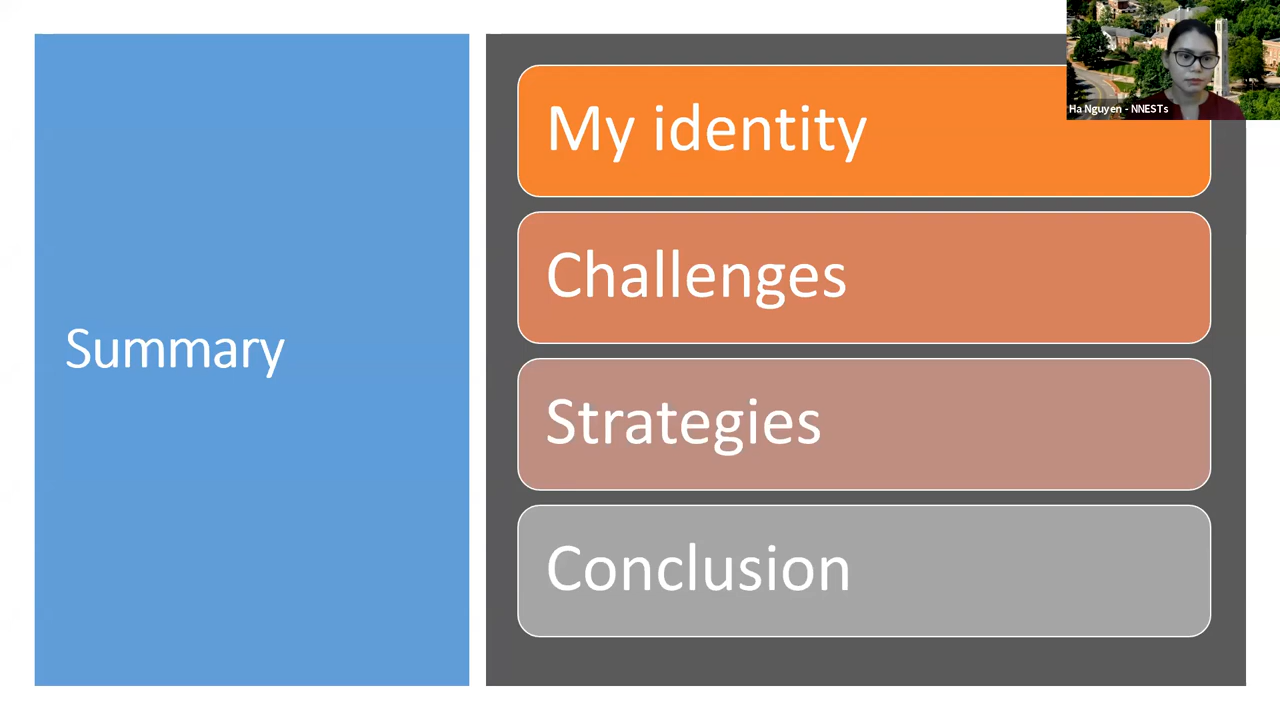 Summary
My identity
Challenges
Strategies
Conclusion
Ha Nguyen - NNESTs